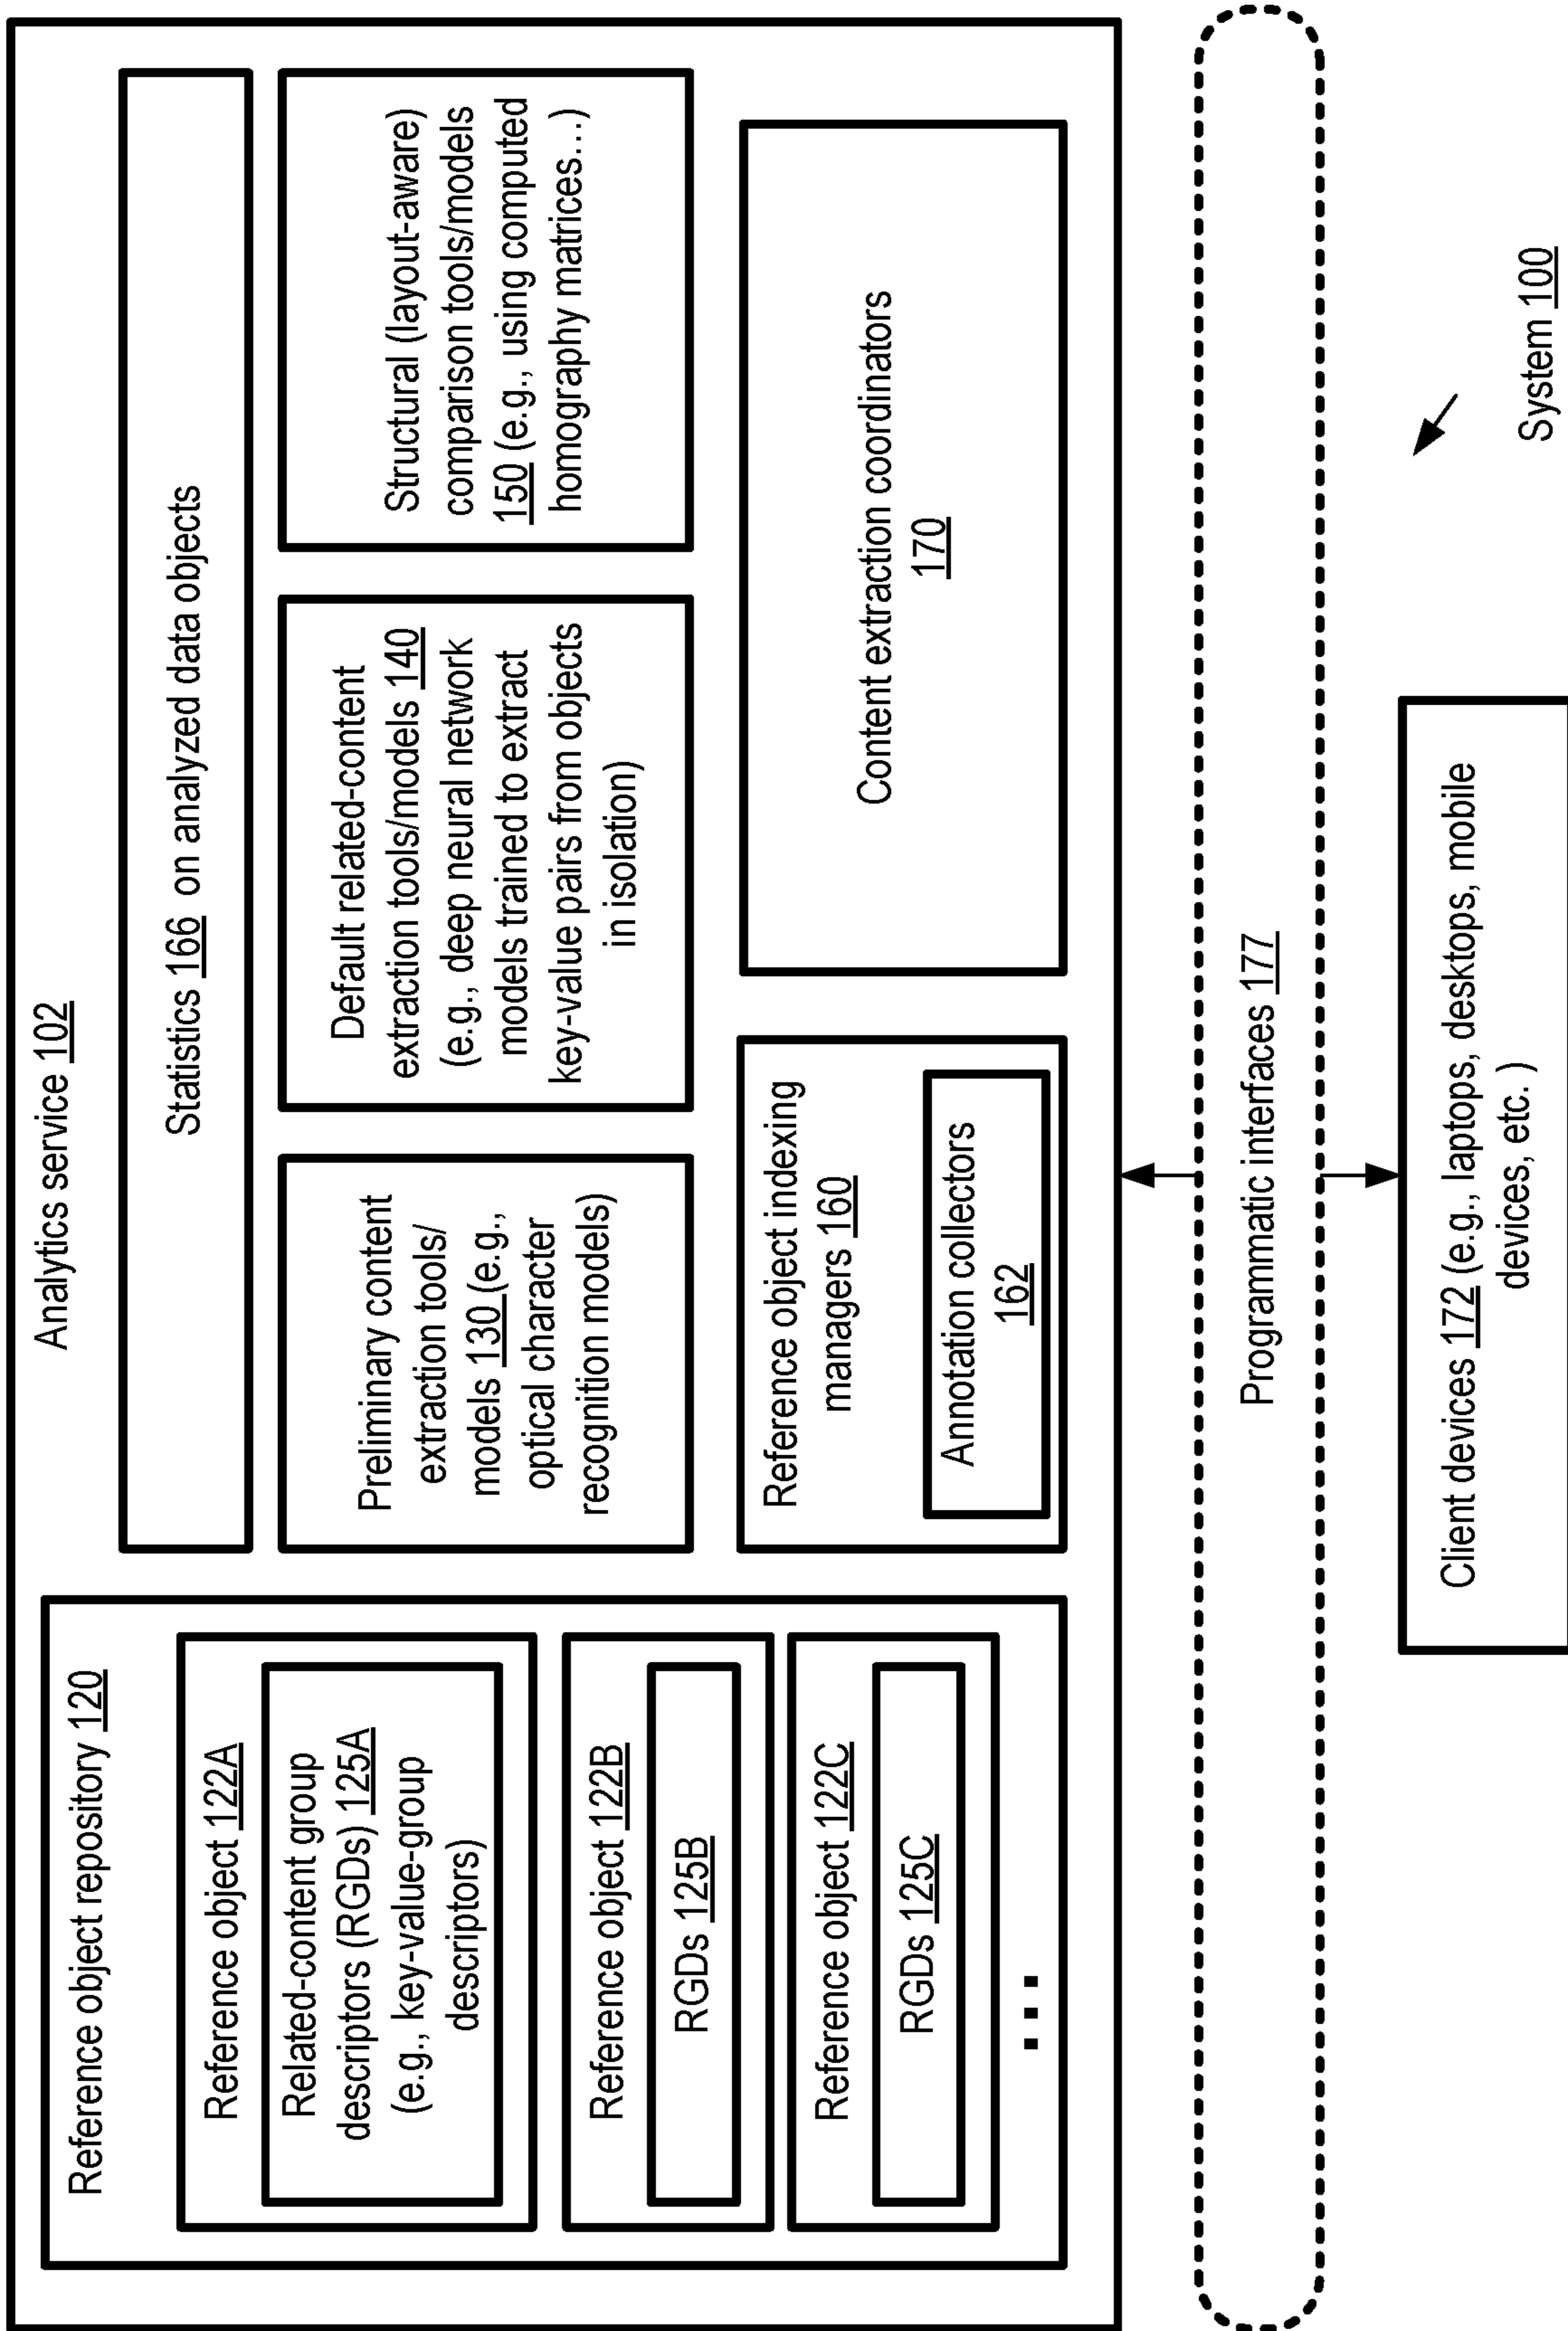 Analytics service 102
Reference object repository 120
Reference object 122A
Related-content group
descriptors (RGDs) 125A
(e.g., key-value-group
descriptors)
Reference object 122B
RGDs 125B
Reference object 122C
RGDs 125C
...
Statistics 166 on analyzed data objects
Preliminary content
extraction tools/
models 130 (e.g.,
optical character
recognition models)
Default related-content
extraction tools/models 140
(e.g., deep neural network
models trained to extract
key-value pairs from objects
in isolation)
Structural (layout-aware)
comparison tools/models
150 (e.g., using computed
homography matrices…)
Reference object indexing
managers 160
Annotation collectors
162
Content extraction coordinators
170
Programmatic interfaces 177
Client devices 172 (e.g., laptops, desktops, mobile
devices, etc. )
System 100